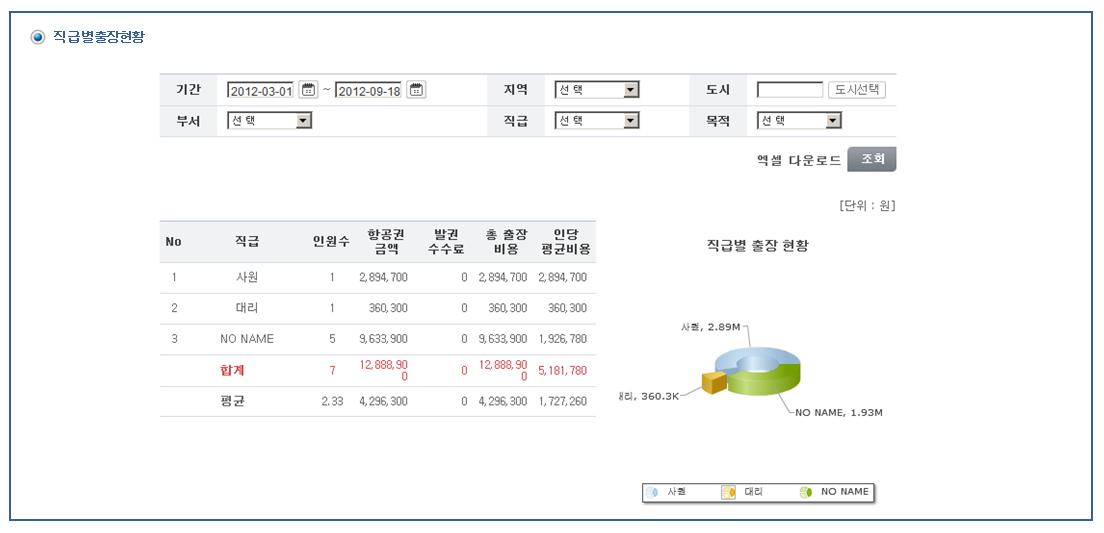 직급별출장현황
기간 2012-03-01 ~ 2012-09-18 지역 선택 도시 도시선택
부서 선택 직급 선택 목적 선택
엑셀 다운로드 조회
[단위 : 원]
No 직급 인원수 항공권 금액 발권 수수료 총 출장 비용 인당 평균비용
1 사원 1 2,894,700 0 2,894,700 2,894,700
2 대리 1 360,300 0 360,300 360,300
3 NO NAME 5 9,633,900 0 9,633,900 1,926,780
합계 7 12,888,900 0 12,888,900 5,181,780
평균 2.33 4,296,300 0 4,296,300 1,727,260
직급별 출장 현황
사원, 2.89M
대리, 360.3K
NO NAME, 1.93M
사원 대리 NO NAME